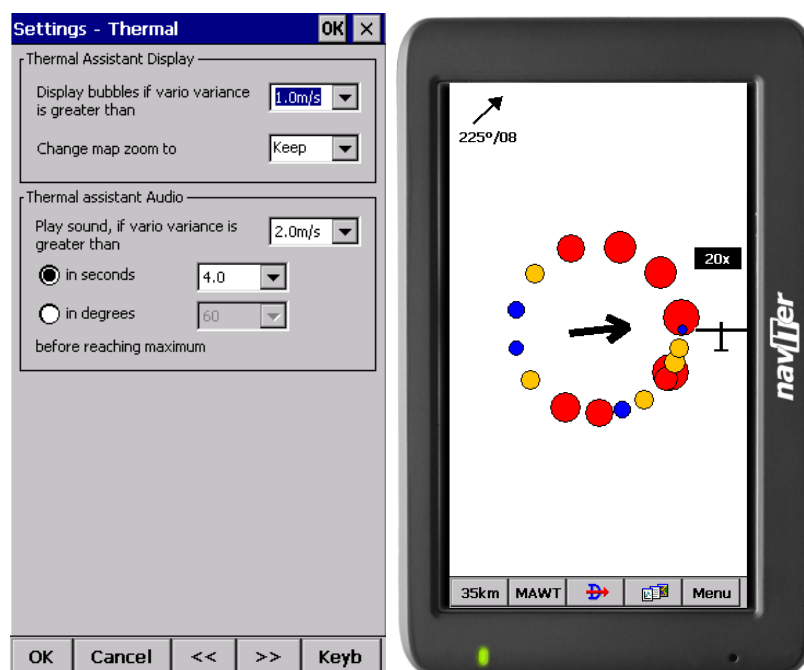 Settings - Thermal
OK
Thermal Assistant Display
Display bubbles if vario variance
is greater than
1.0m/s
Change map zoom to
Keep
Thermal assistant Audio
Play sound, if vario variance is
greater than
2.0m/s
in seconds
4.0
in degrees
60
before reaching maximum
OK
Cancel
<<
>>
Keyb
225º/08
20x
35km
MAWT
Menu
naviter